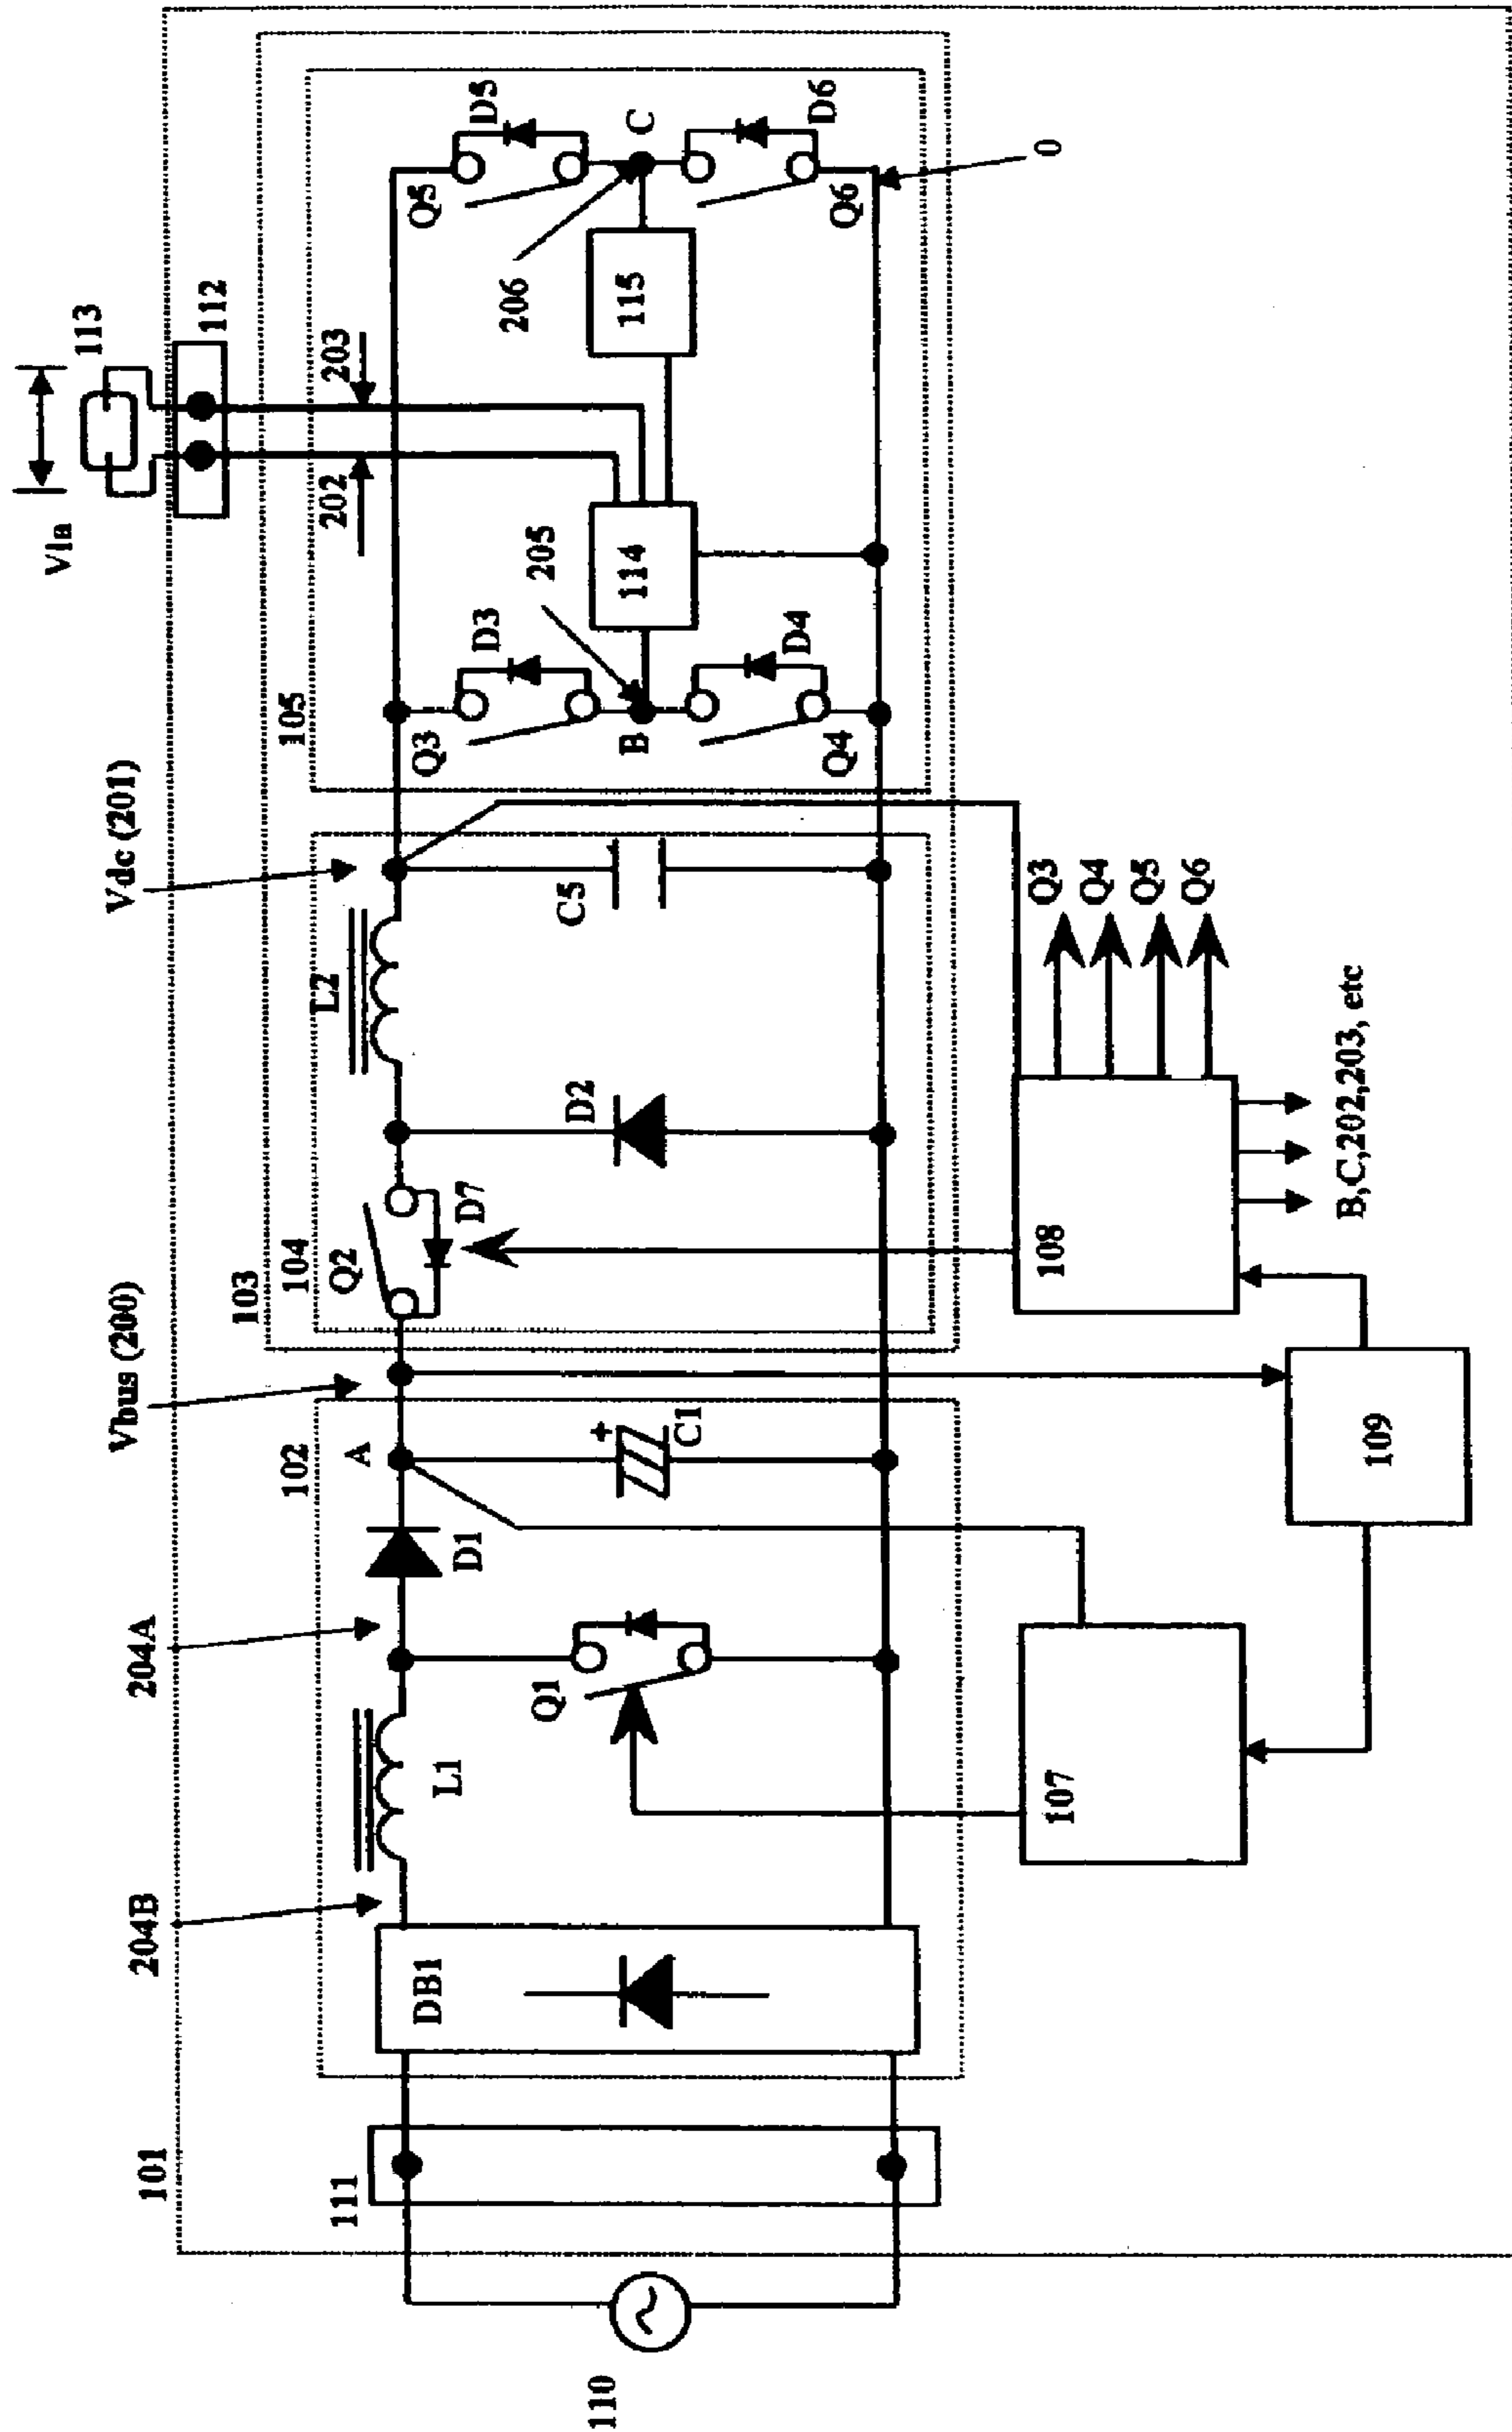 110
101
111
DB1
204B
L1
204A
Q1
D1
102
A
+
C1
Vbus (200)
103
104
Q2
D7
D2
L2
Vdc (201)
C5
105
Q3
D3
B
Q4
D4
205
114
202
203
Vla
113
112
206
115
Q5
D5
C
Q6
D6
0
107
109
108
Q3
Q4
Q5
Q6
B,C,202,203, etc